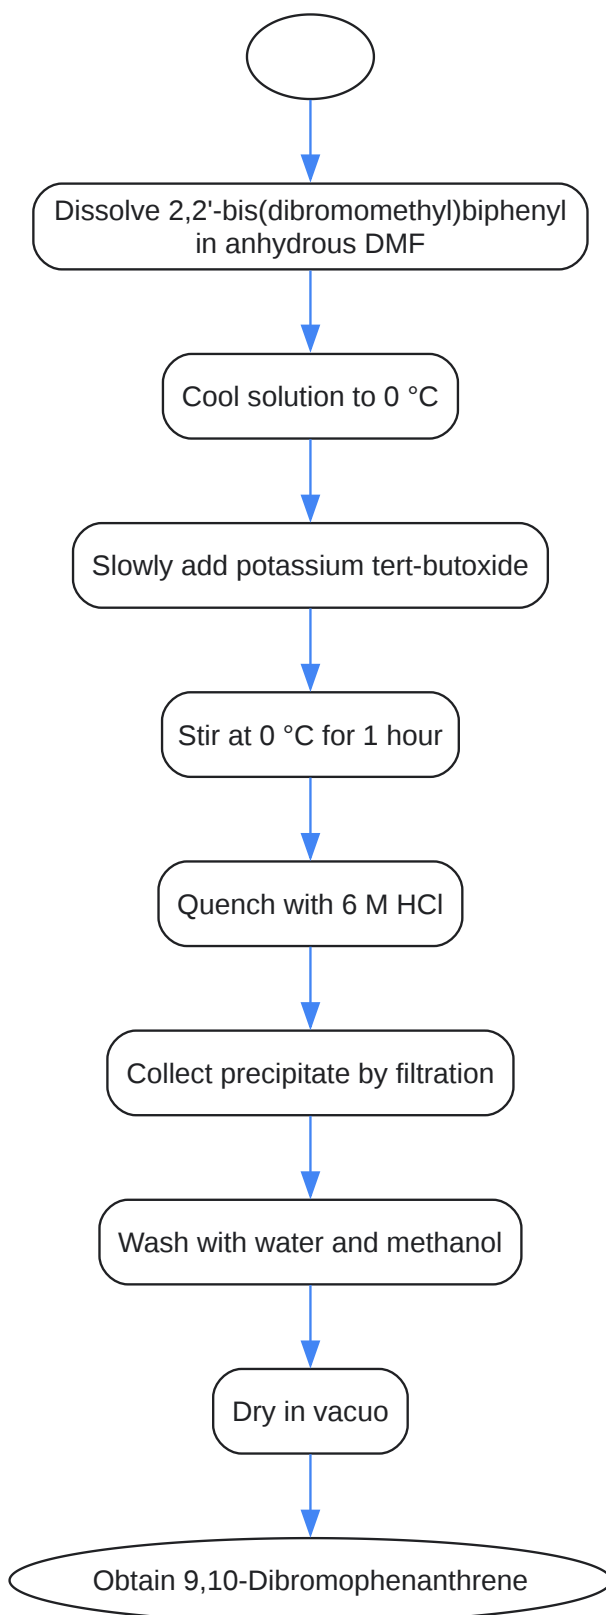 Dissolve 2,2'-bis(dibromomethyl)biphenyl
in anhydrous DMF
Cool solution to 0 °C
Slowly add potassium tert-butoxide
Stir at 0 °C for 1 hour
Quench with 6 M HCl
Collect precipitate by filtration
Wash with water and methanol
Dry in vacuo
Obtain 9,10-Dibromophenanthrene